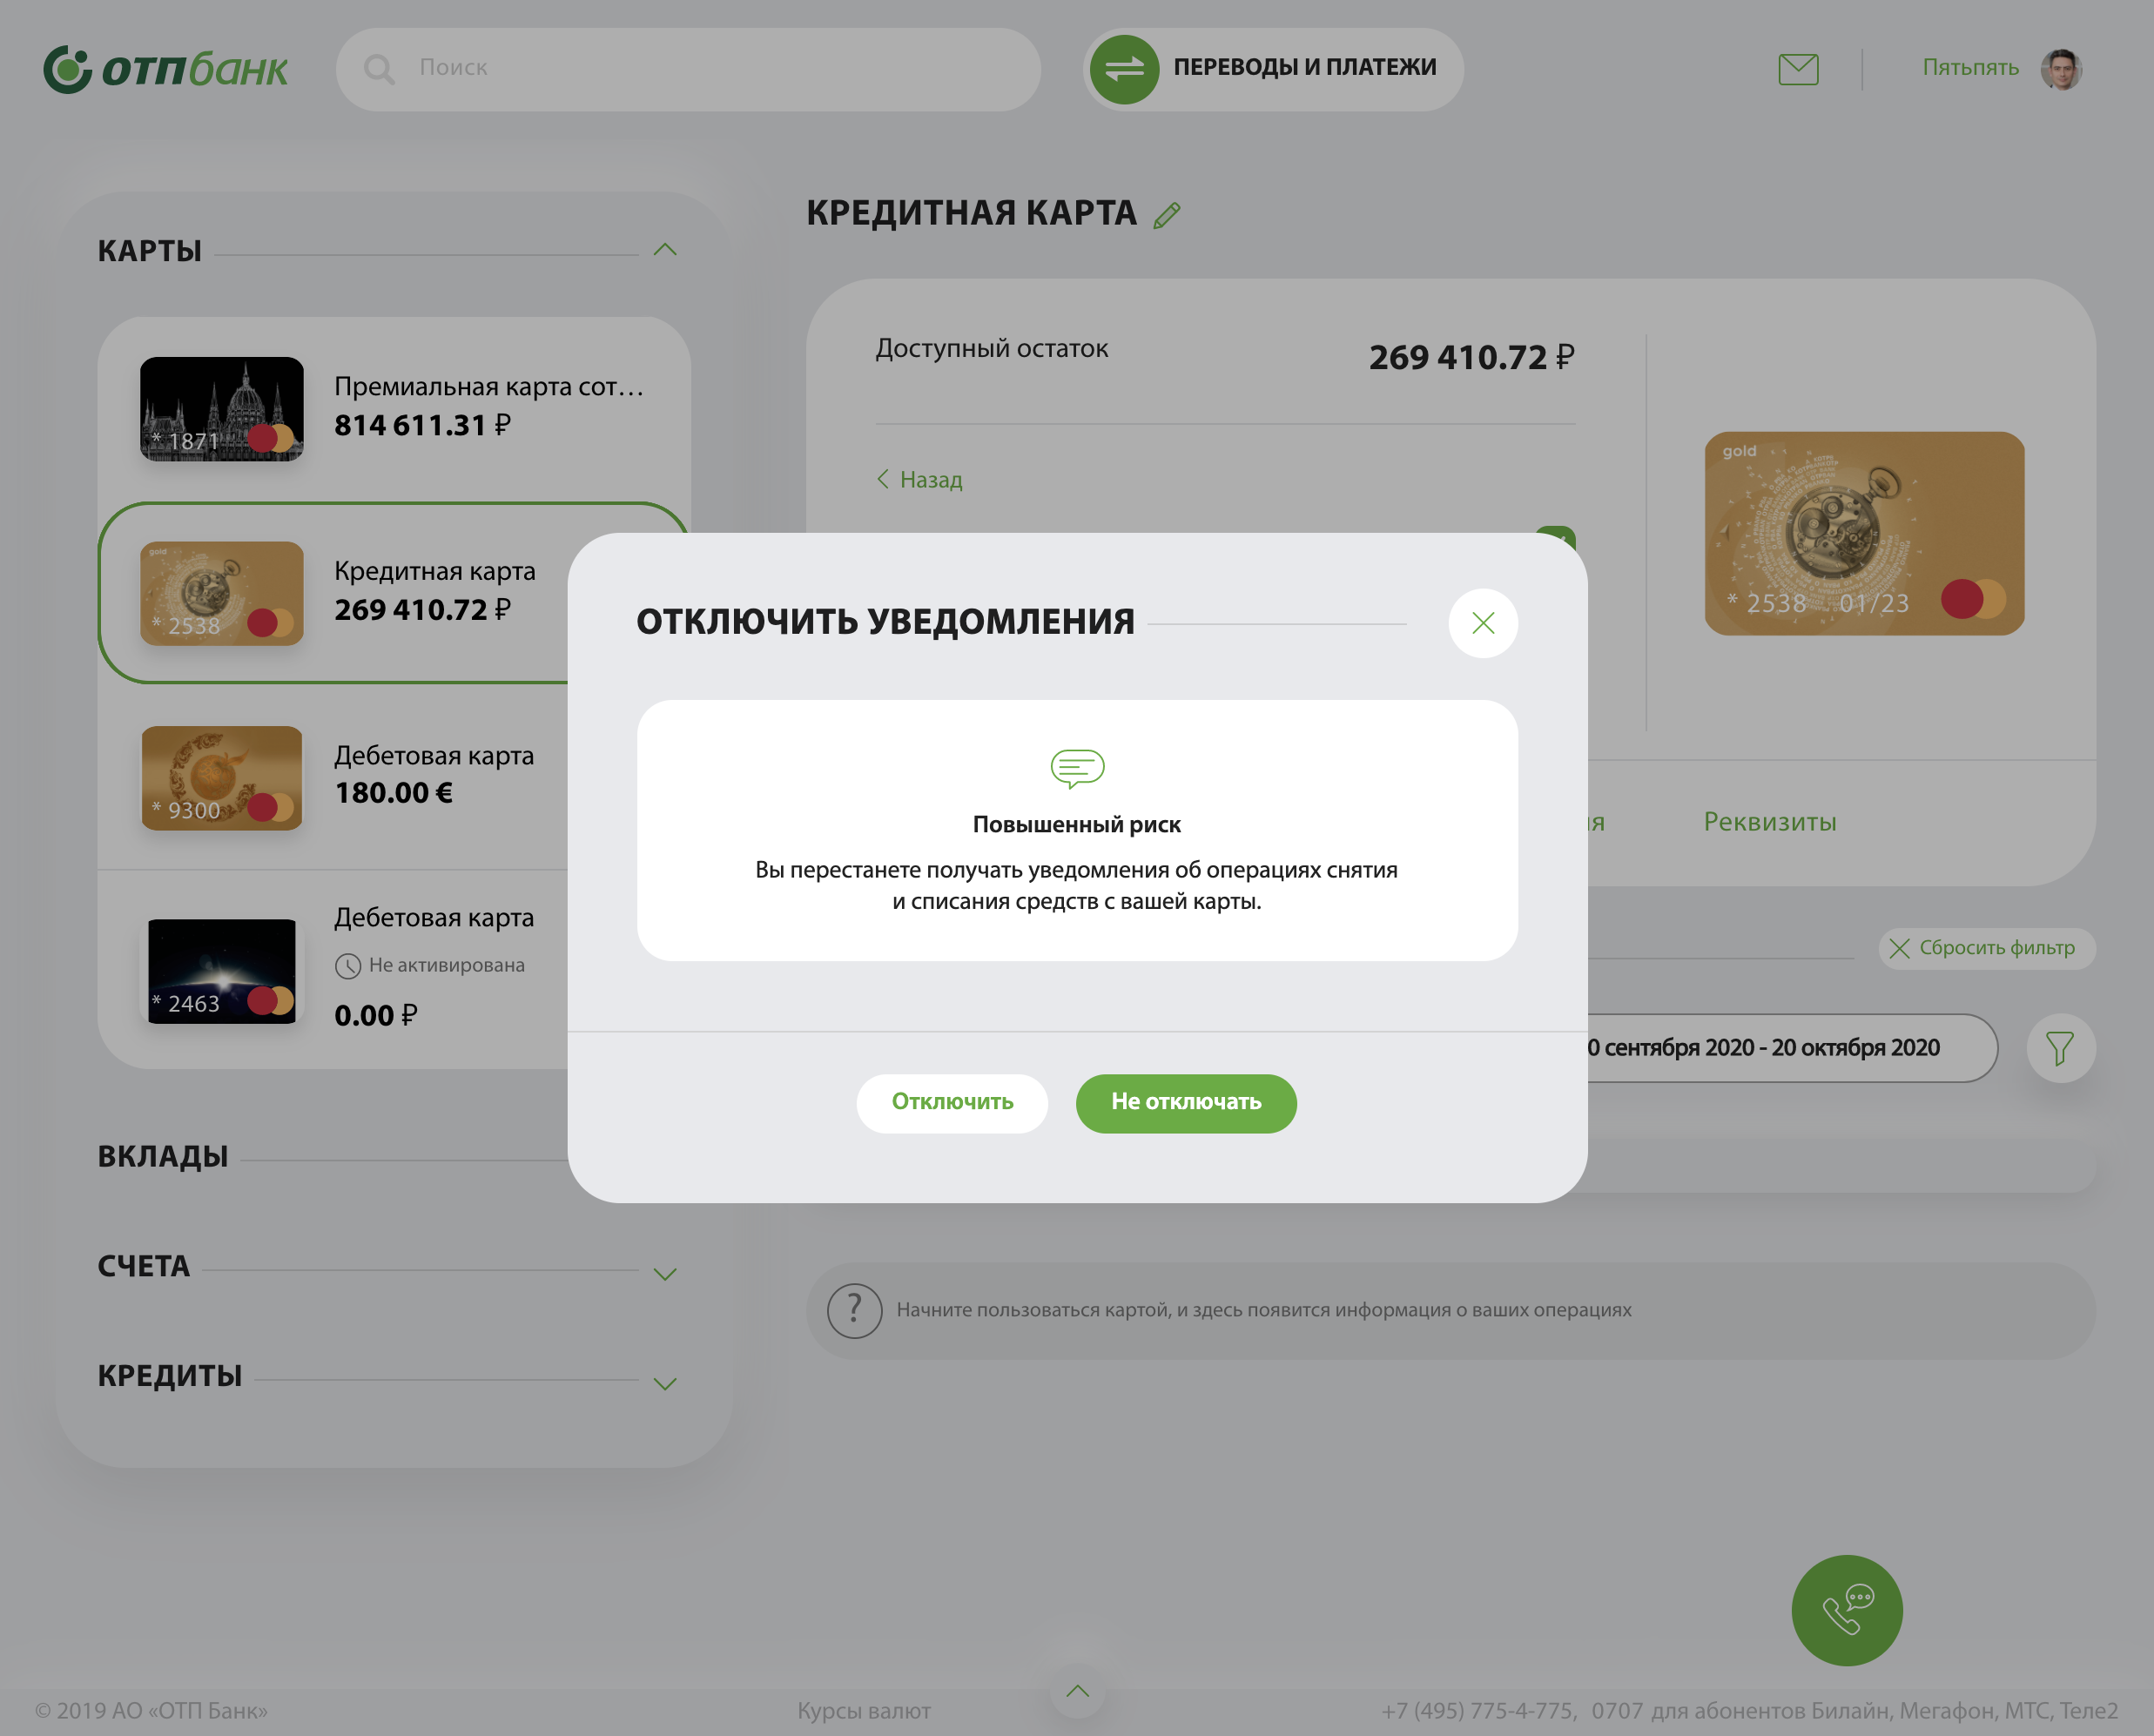 ОТПбанк
Поиск
ПЕРЕВОДЫ И ПЛАТЕЖИ
Пятьпять
КАРТЫ
Премиальная карта сот...
814 611.31 ₽
* 1871
Кредитная карта
269 410.72 ₽
gold
* 2538
Дебетовая карта
180.00 €
* 9300
Дебетовая карта
Не активирована
0.00 ₽
* 2463
ВКЛАДЫ
СЧЕТА
КРЕДИТЫ
КРЕДИТНАЯ КАРТА
Доступный остаток
269 410.72 ₽
Назад
gold
* 2538 01/23
ОТКЛЮЧИТЬ УВЕДОМЛЕНИЯ
Повышенный риск
Вы перестанете получать уведомления об операциях снятия
и списания средств с вашей карты.
Отключить
Не отключать
Реквизиты
Сбросить фильтр
0 сентября 2020 - 20 октября 2020
? Начните пользоваться картой, и здесь появится информация о ваших операциях
© 2019 АО «ОТП Банк»
Курсы валют
+7 (495) 775-4-775, 0707 для абонентов Билайн, Мегафон, МТС, Теле2